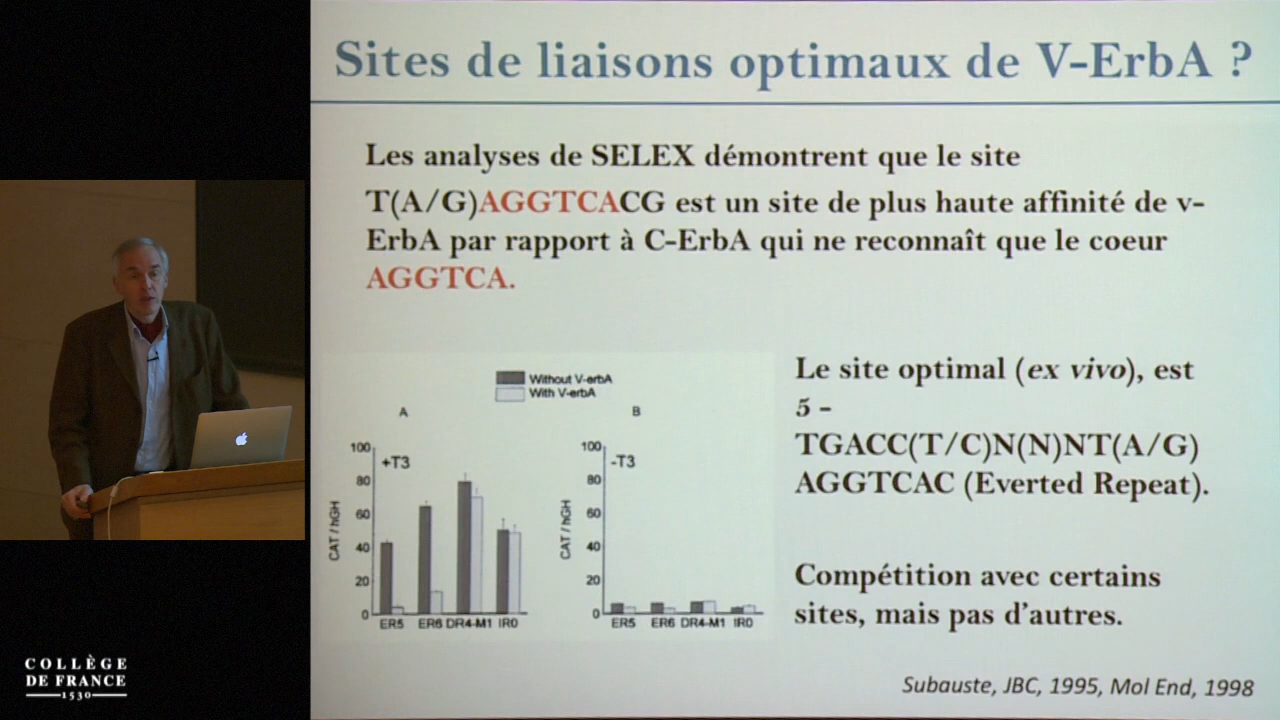 Sites de liaisons optimaux de V-ErbA ?
Les analyses de SELEX démontrent que le site
T(A/G)AGGTCACG est un site de plus haute affinité de v-
ErbA par rapport à C-ErbA qui ne reconnaît que le coeur
AGGTCA.
Without V-erbA
With V-erbA
A
B
100
80
60
40
20
0
+T3
CAT / hGH
ER5 ER6 DR4-M1 IR0
100
80
60
40
20
0
-T3
CAT / hGH
ER5 ER6 DR4-M1 IR0
Le site optimal (ex vivo), est
5 -
TGACC(T/C)N(N)NT(A/G)
AGGTCAC (Everted Repeat).
Compétition avec certains
sites, mais pas d'autres.
Subauste, JBC, 1995, Mol End, 1998
COLLÈGE
DE FRANCE
1530